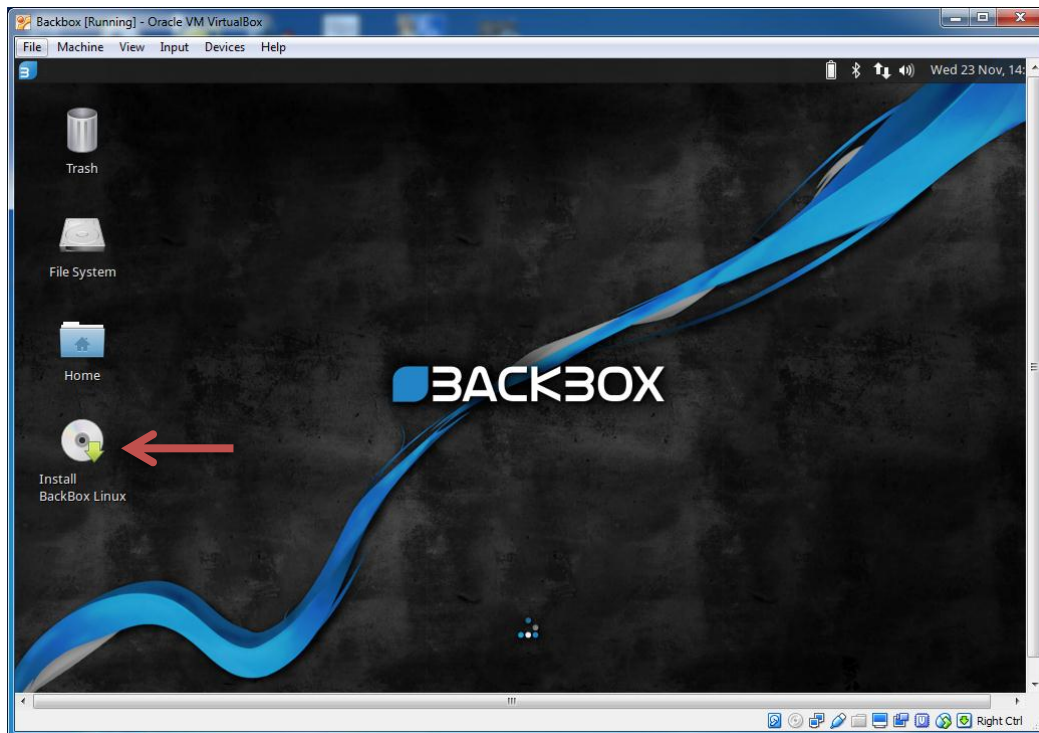 Backbox [Running] - Oracle VM VirtualBox
File Machine View Input Devices Help
Wed 23 Nov, 14:
Trash
File System
Home
BACKBOX
Install
BackBox Linux
Right Ctrl